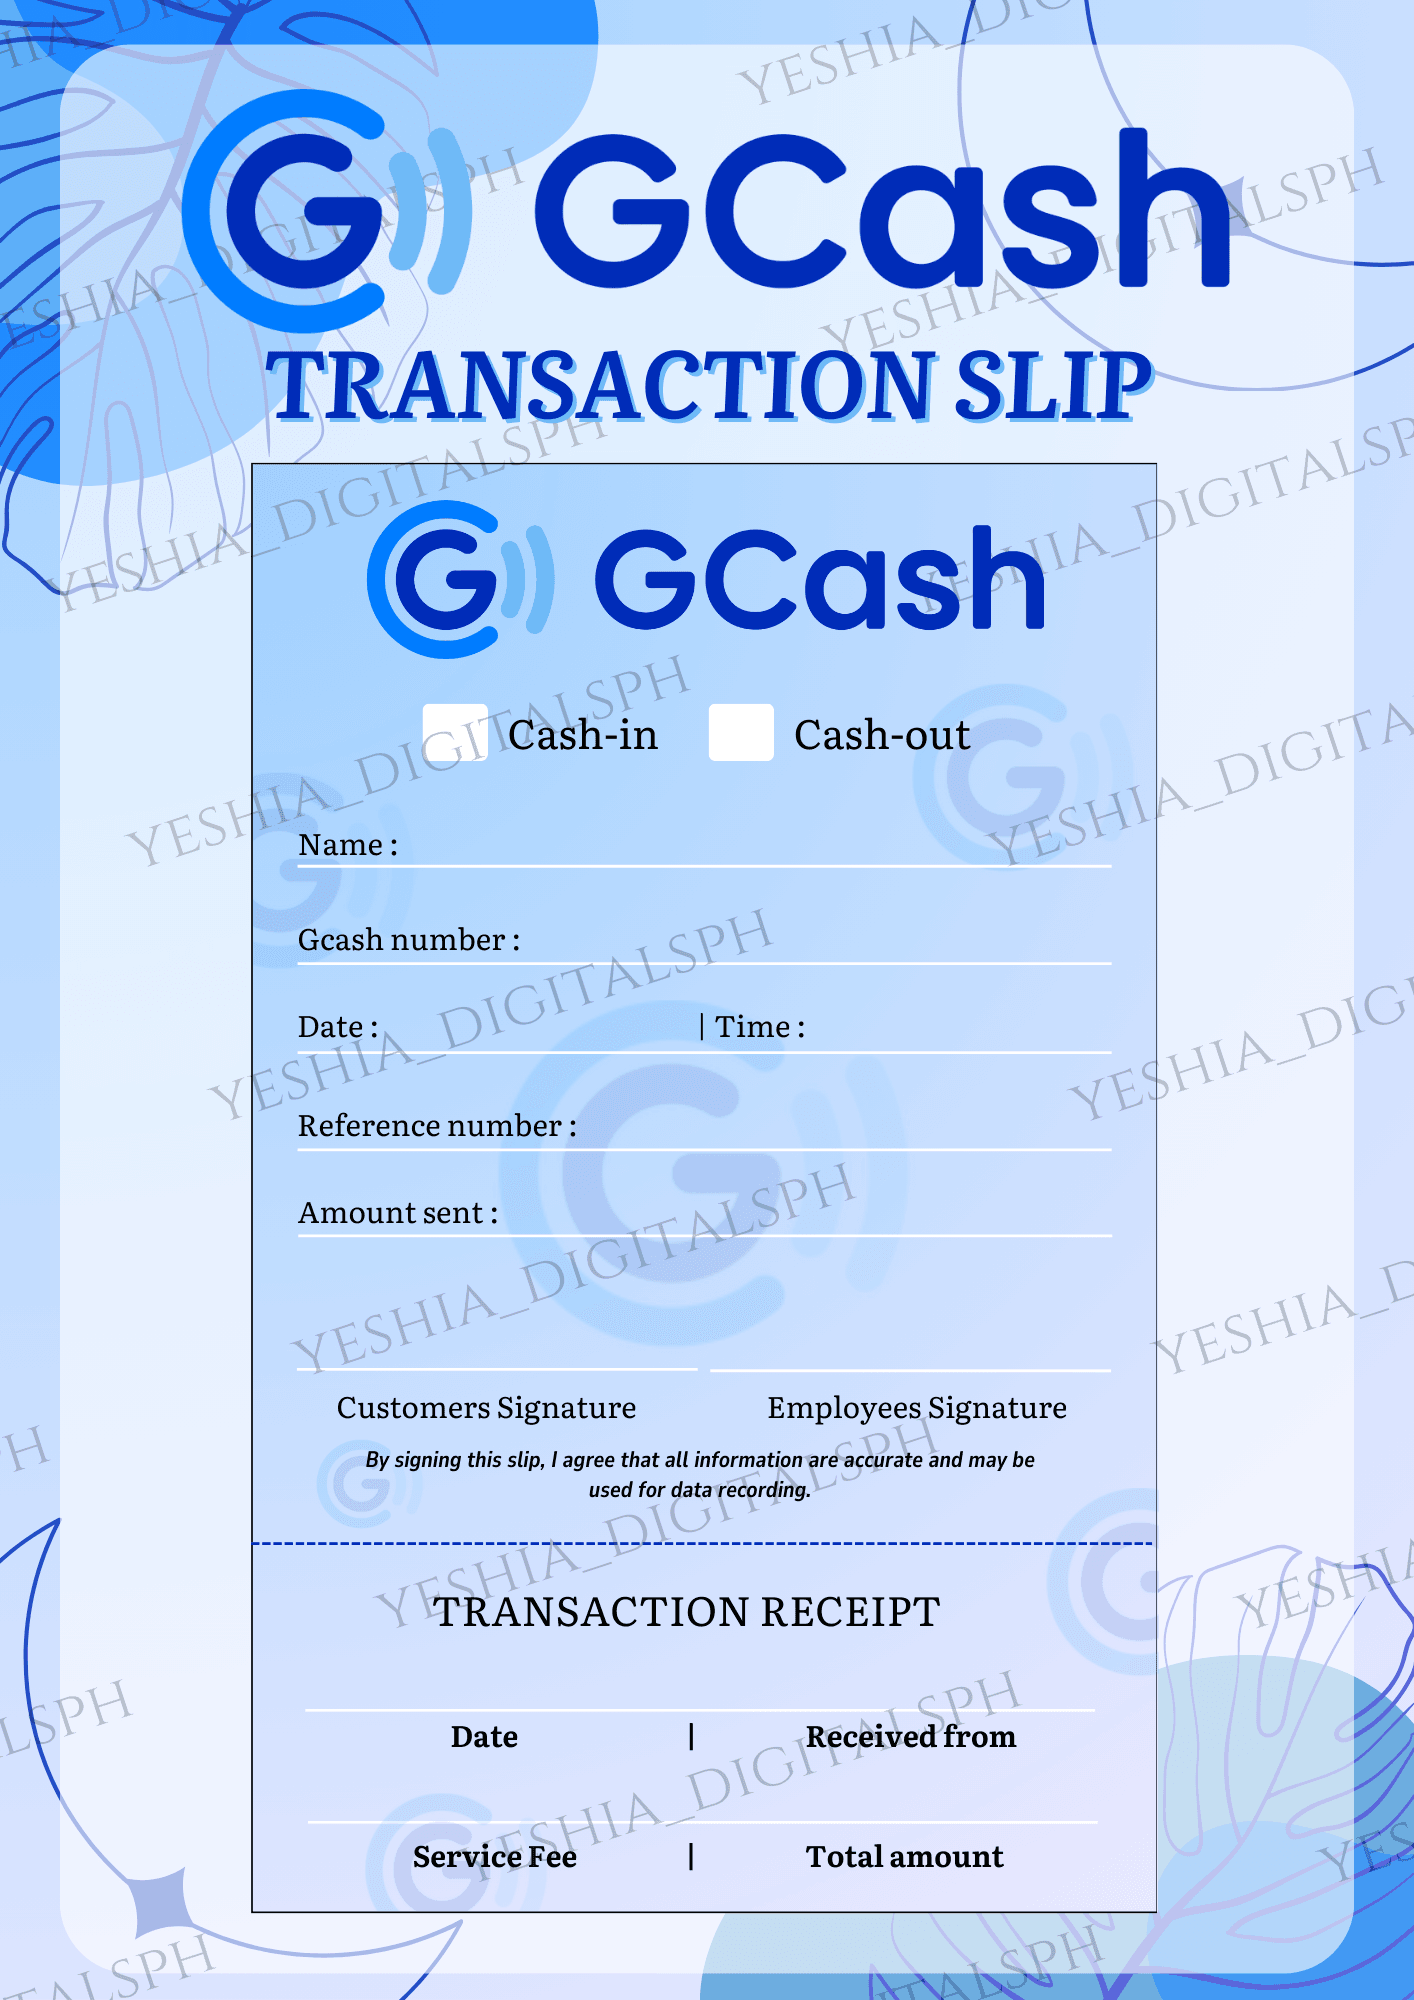 GCash
TRANSACTION SLIP
GCash
Cash-in Cash-out
Name :
Gcash number :
Date : | Time :
Reference number :
Amount sent :
Customers Signature Employees Signature
By signing this slip, I agree that all information are accurate and may be
used for data recording.
TRANSACTION RECEIPT
Date | Received from
Service Fee | Total amount
YESHIA_DIGITALSPH